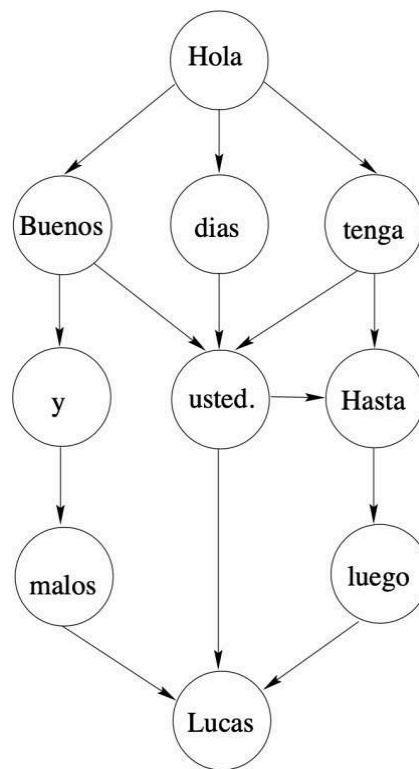 Hola
Buenos dias tenga
y usted. Hasta
malos luego
Lucas